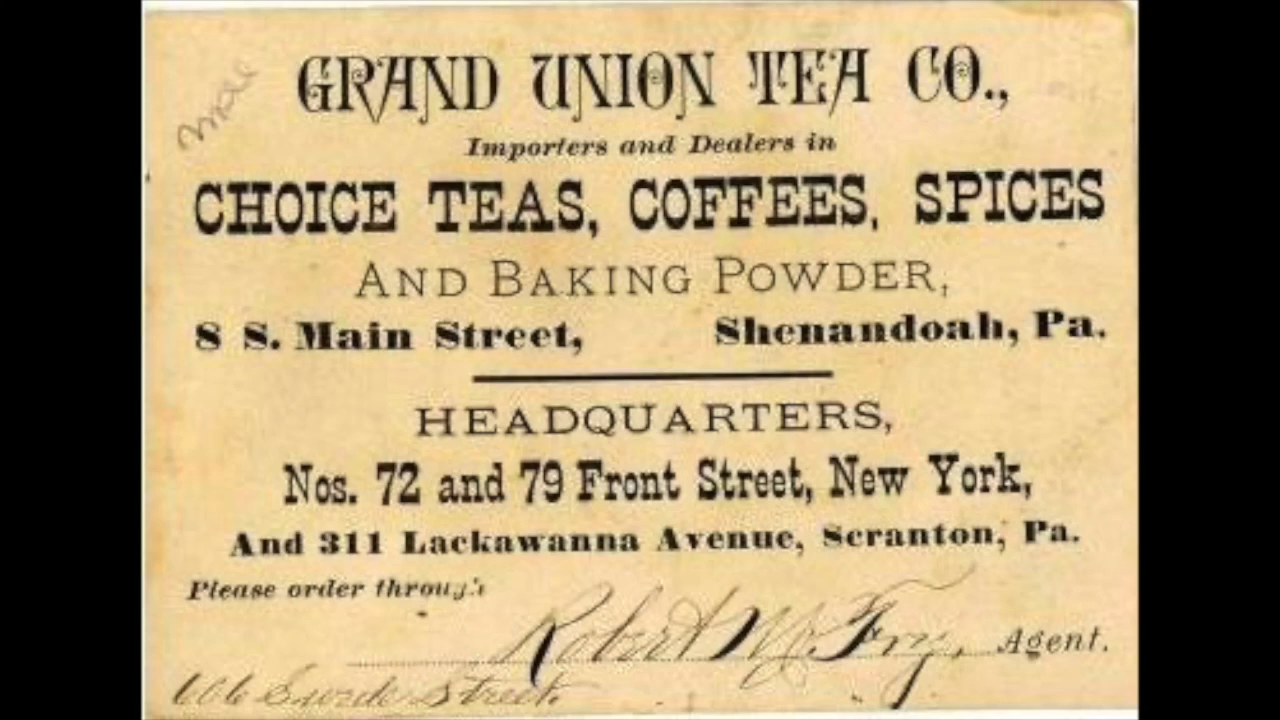 GRAND UNION TEA CO.,
Importers and Dealers in
CHOICE TEAS, COFFEES, SPICES
AND BAKING POWDER,
8 S. Main Street, Shenandoah, Pa.
HEADQUARTERS,
Nos. 72 and 79 Front Street, New York,
And 311 Lackawanna Avenue, Scranton, Pa.
Please order through
Robert Fry, Agent.
Street